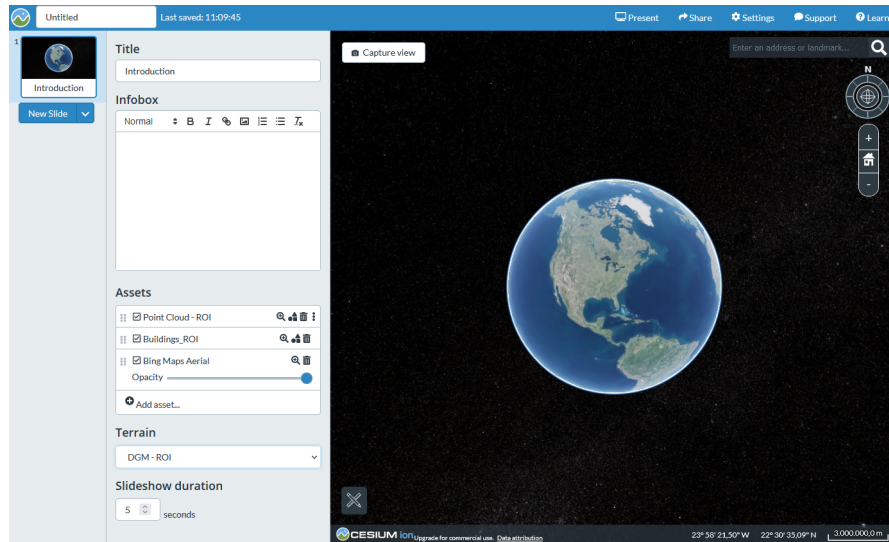 Untitled
Last saved: 11:09:45
Present
Share
Settings
Support
Learn
1
Introduction
New Slide
Title
Introduction
Infobox
Normal
B I
Assets
Point Cloud - ROI
Buildings_ROI
Bing Maps Aerial
Opacity
Add asset...
Terrain
DGM - ROI
Slideshow duration
5
seconds
Capture view
Enter an address or landmark...
N
+
-
CESIUM ion Upgrade for commercial use. Data attribution
23° 58' 21,50" W 22° 30' 35,09" N 3.000.000,0 m